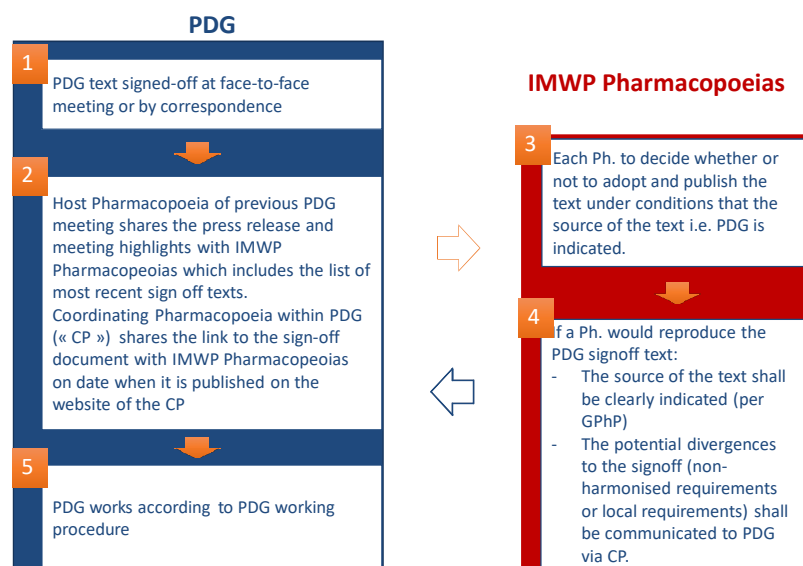 PDG
1
PDG text signed-off at face-to-face
meeting or by correspondence
2
Host Pharmacopoeia of previous PDG
meeting shares the press release and
meeting highlights with IMWP
Pharmacopeoias which includes the list of
most recent sign off texts.
Coordinating Pharmacopoeia within PDG
(« CP ») shares the link to the sign-off
document with IMWP Pharmacopeoias
on date when it is published on the
website of the CP
5
PDG works according to PDG working
procedure
IMWP Pharmacopoeias
3
Each Ph. to decide whether or
not to adopt and publish the
text under conditions that the
source of the text i.e. PDG is
indicated.
4
If a Ph. would reproduce the
PDG signoff text:
- The source of the text shall
be clearly indicated (per
GPhP)
- The potential divergences
to the signoff (non-
harmonised requirements
or local requirements) shall
be communicated to PDG
via CP.